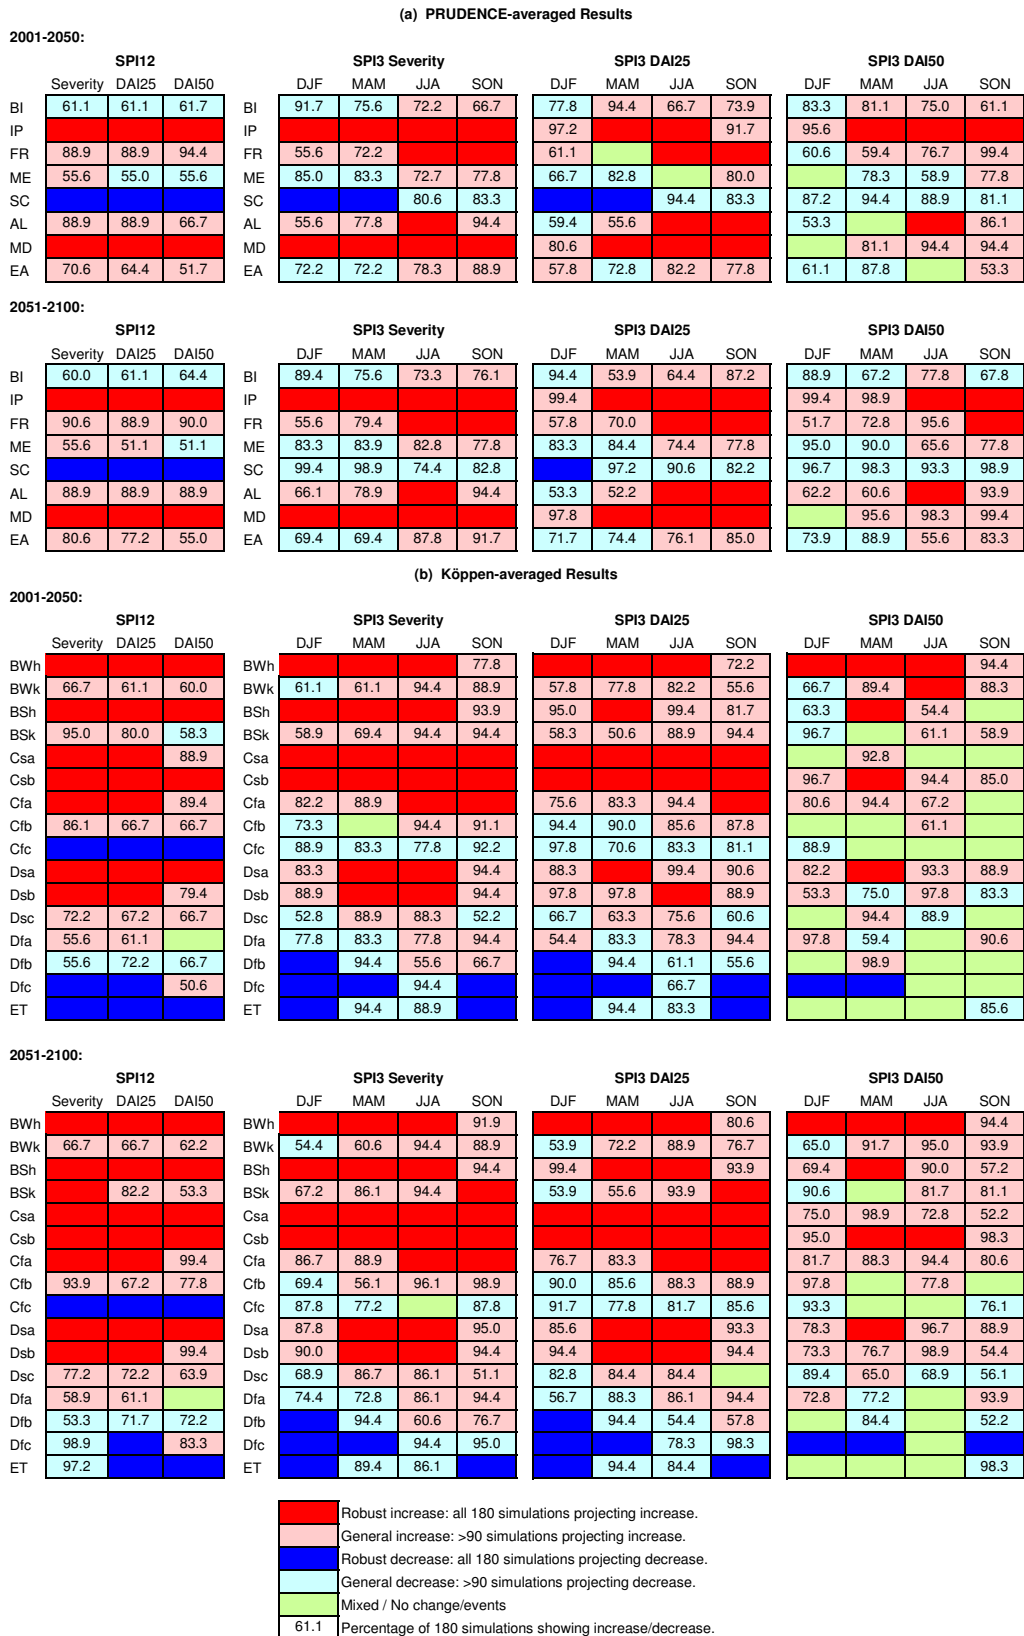 (a) PRUDENCE-averaged Results
2001-2050:
SPI12 SPI3 Severity SPI3 DAI25 SPI3 DAI50
Severity DAI25 DAI50 DJF MAM JJA SON DJF MAM JJA SON DJF MAM JJA SON
BI 61.1 61.1 61.7 BI 91.7 75.6 72.2 66.7 77.8 94.4 66.7 73.9 83.3 81.1 75.0 61.1
IP IP 97.2 91.7 95.6
FR 88.9 88.9 94.4 FR 55.6 72.2 61.1 60.6 59.4 76.7 99.4
ME 55.6 55.0 55.6 ME 85.0 83.3 72.7 77.8 66.7 82.8 80.0 78.3 58.9 77.8
SC SC 80.6 83.3 94.4 83.3 87.2 94.4 88.9 81.1
AL 88.9 88.9 66.7 AL 55.6 77.8 94.4 59.4 55.6 53.3 86.1
MD MD 80.6 81.1 94.4 94.4
EA 70.6 64.4 51.7 EA 72.2 72.2 78.3 88.9 57.8 72.8 82.2 77.8 61.1 87.8 53.3
2051-2100:
SPI12 SPI3 Severity SPI3 DAI25 SPI3 DAI50
Severity DAI25 DAI50 DJF MAM JJA SON DJF MAM JJA SON DJF MAM JJA SON
BI 60.0 61.1 64.4 BI 89.4 75.6 73.3 76.1 94.4 53.9 64.4 87.2 88.9 67.2 77.8 67.8
IP IP 99.4 99.4 98.9
FR 90.6 88.9 90.0 FR 55.6 79.4 57.8 70.0 51.7 72.8 95.6
ME 55.6 51.1 51.1 ME 83.3 83.9 82.8 77.8 83.3 84.4 74.4 77.8 95.0 90.0 65.6 77.8
SC SC 99.4 98.9 74.4 82.8 97.2 90.6 82.2 96.7 98.3 93.3 98.9
AL 88.9 88.9 88.9 AL 66.1 78.9 94.4 53.3 52.2 62.2 60.6 93.9
MD MD 97.8 95.6 98.3 99.4
EA 80.6 77.2 55.0 EA 69.4 69.4 87.8 91.7 71.7 74.4 76.1 85.0 73.9 88.9 55.6 83.3
(b) Köppen-averaged Results
2001-2050:
SPI12 SPI3 Severity SPI3 DAI25 SPI3 DAI50
Severity DAI25 DAI50 DJF MAM JJA SON DJF MAM JJA SON DJF MAM JJA SON
BWh BWh 77.8 72.2 94.4
BWk 66.7 61.1 60.0 BWk 61.1 61.1 94.4 88.9 57.8 77.8 82.2 55.6 66.7 89.4 88.3
BSh BSh 93.9 95.0 99.4 81.7 63.3 54.4
BSk 95.0 80.0 58.3 BSk 58.9 69.4 94.4 94.4 58.3 50.6 88.9 94.4 96.7 61.1 58.9
Csa 88.9 Csa 92.8
Csb Csb 96.7 94.4 85.0
Cfa 89.4 Cfa 82.2 88.9 75.6 83.3 94.4 80.6 94.4 67.2
Cfb 86.1 66.7 66.7 Cfb 73.3 94.4 91.1 94.4 90.0 85.6 87.8 61.1
Cfc Cfc 88.9 83.3 77.8 92.2 97.8 70.6 83.3 81.1 88.9
Dsa Dsa 83.3 94.4 88.3 99.4 90.6 82.2 93.3 88.9
Dsb 79.4 Dsb 88.9 94.4 97.8 97.8 88.9 53.3 75.0 97.8 83.3
Dsc 72.2 67.2 66.7 Dsc 52.8 88.9 88.3 52.2 66.7 63.3 75.6 60.6 94.4 88.9
Dfa 55.6 61.1 Dfa 77.8 83.3 77.8 94.4 54.4 83.3 78.3 94.4 97.8 59.4 90.6
Dfb 55.6 72.2 66.7 Dfb 94.4 55.6 66.7 94.4 61.1 55.6 98.9
Dfc 50.6 Dfc 94.4 66.7
ET ET 94.4 88.9 94.4 83.3 85.6
2051-2100:
SPI12 SPI3 Severity SPI3 DAI25 SPI3 DAI50
Severity DAI25 DAI50 DJF MAM JJA SON DJF MAM JJA SON DJF MAM JJA SON
BWh BWh 91.9 80.6 94.4
BWk 66.7 66.7 62.2 BWk 54.4 60.6 94.4 88.9 53.9 72.2 88.9 76.7 65.0 91.7 95.0 93.9
BSh BSh 94.4 99.4 93.9 69.4 90.0 57.2
BSk 82.2 53.3 BSk 67.2 86.1 94.4 53.9 55.6 93.9 90.6 81.7 81.1
Csa Csa 75.0 98.9 72.8 52.2
Csb Csb 95.0 98.3
Cfa 99.4 Cfa 86.7 88.9 76.7 83.3 81.7 88.3 94.4 80.6
Cfb 93.9 67.2 77.8 Cfb 69.4 56.1 96.1 98.9 90.0 85.6 88.3 88.9 97.8 77.8
Cfc Cfc 87.8 77.2 87.8 91.7 77.8 81.7 85.6 93.3 76.1
Dsa Dsa 87.8 95.0 85.6 93.3 78.3 96.7 88.9
Dsb 99.4 Dsb 90.0 94.4 94.4 94.4 73.3 76.7 98.9 54.4
Dsc 77.2 72.2 63.9 Dsc 68.9 86.7 86.1 51.1 82.8 84.4 84.4 89.4 65.0 68.9 56.1
Dfa 58.9 61.1 Dfa 74.4 72.8 86.1 94.4 56.7 88.3 86.1 94.4 72.8 77.2 93.9
Dfb 53.3 71.7 72.2 Dfb 94.4 60.6 76.7 94.4 54.4 57.8 84.4 52.2
Dfc 98.9 83.3 Dfc 94.4 95.0 78.3 98.3
ET 97.2 ET 89.4 86.1 94.4 84.4 98.3
Robust increase: all 180 simulations projecting increase.
General increase: >90 simulations projecting increase.
Robust decrease: all 180 simulations projecting decrease.
General decrease: >90 simulations projecting decrease.
Mixed / No change/events
61.1 Percentage of 180 simulations showing increase/decrease.